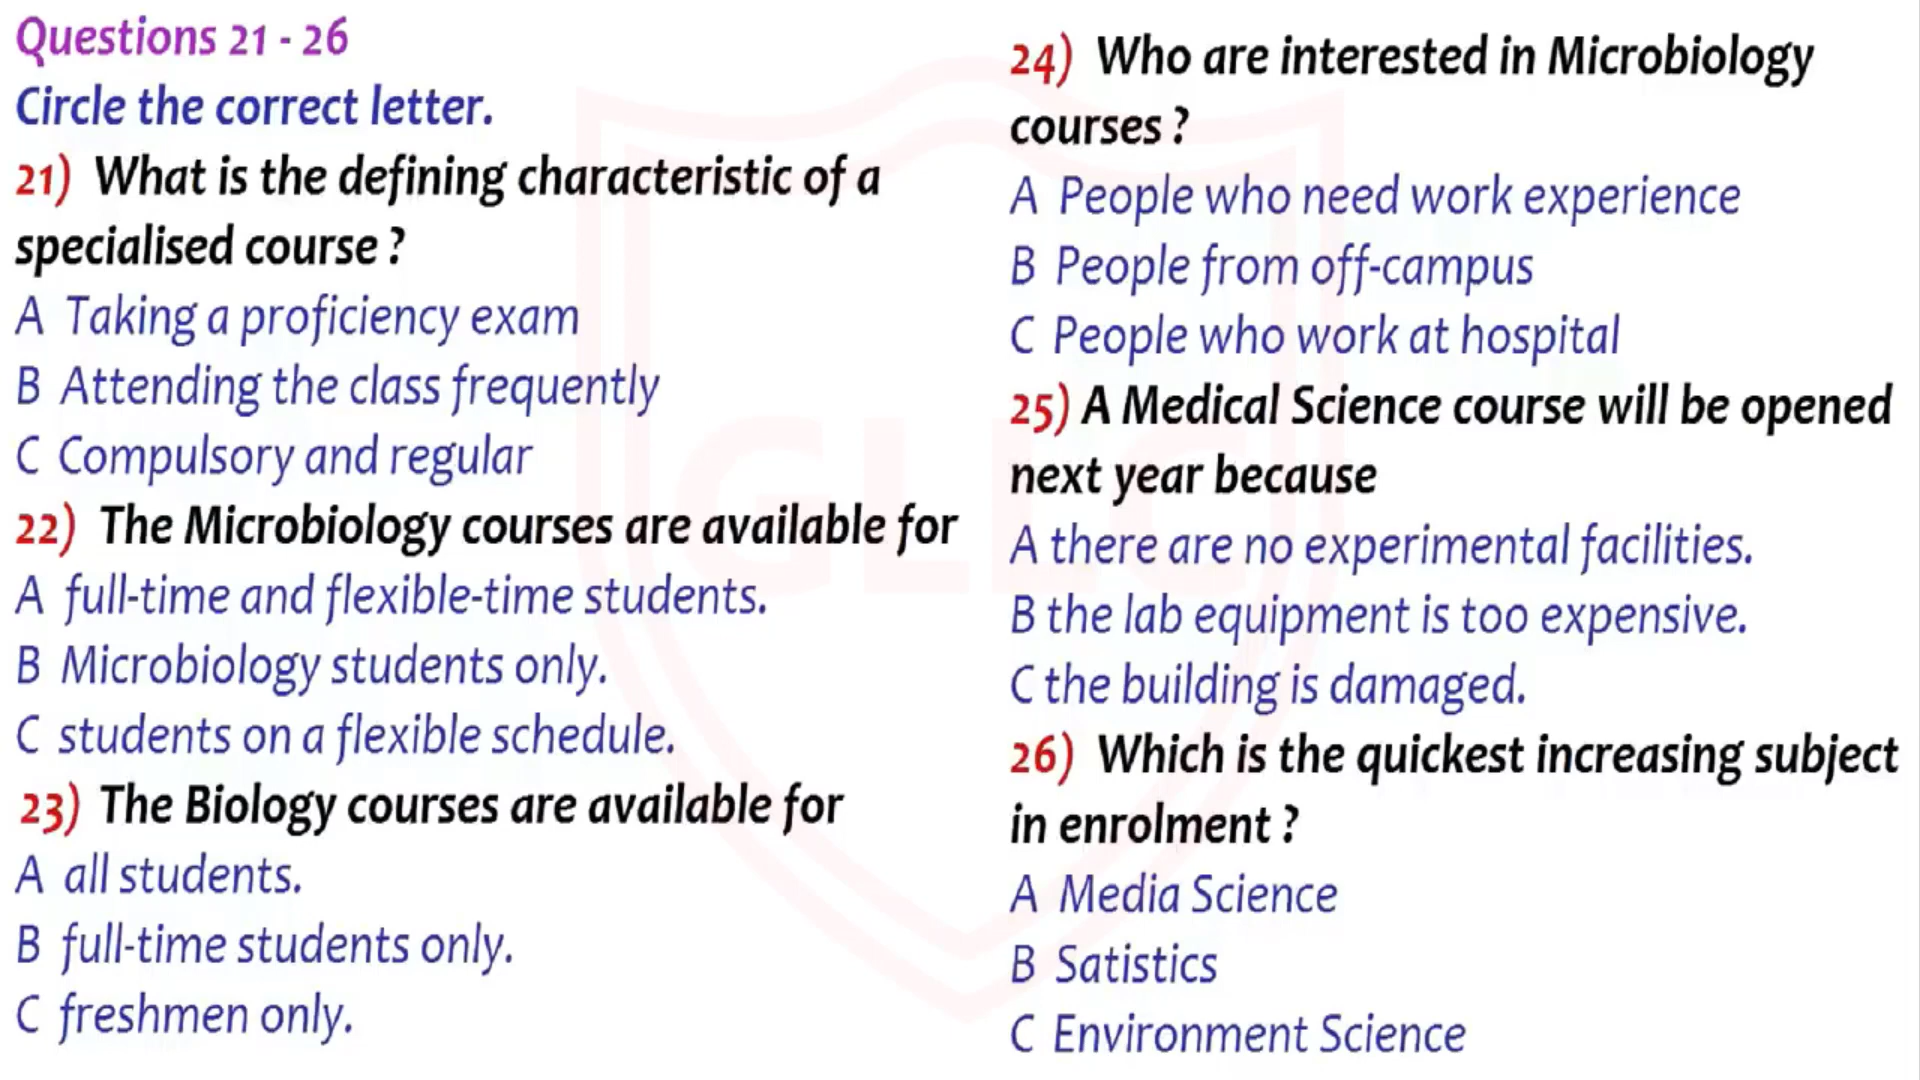 Questions 21 - 26
Circle the correct letter.
21) What is the defining characteristic of a
specialised course ?
A Taking a proficiency exam
B Attending the class frequently
C Compulsory and regular
22) The Microbiology courses are available for
A full-time and flexible-time students.
B Microbiology students only.
C students on a flexible schedule.
23) The Biology courses are available for
A all students.
B full-time students only.
C freshmen only.
24) Who are interested in Microbiology
courses ?
A People who need work experience
B People from off-campus
C People who work at hospital
25) A Medical Science course will be opened
next year because
A there are no experimental facilities.
B the lab equipment is too expensive.
C the building is damaged.
26) Which is the quickest increasing subject
in enrolment ?
A Media Science
B Satistics
C Environment Science